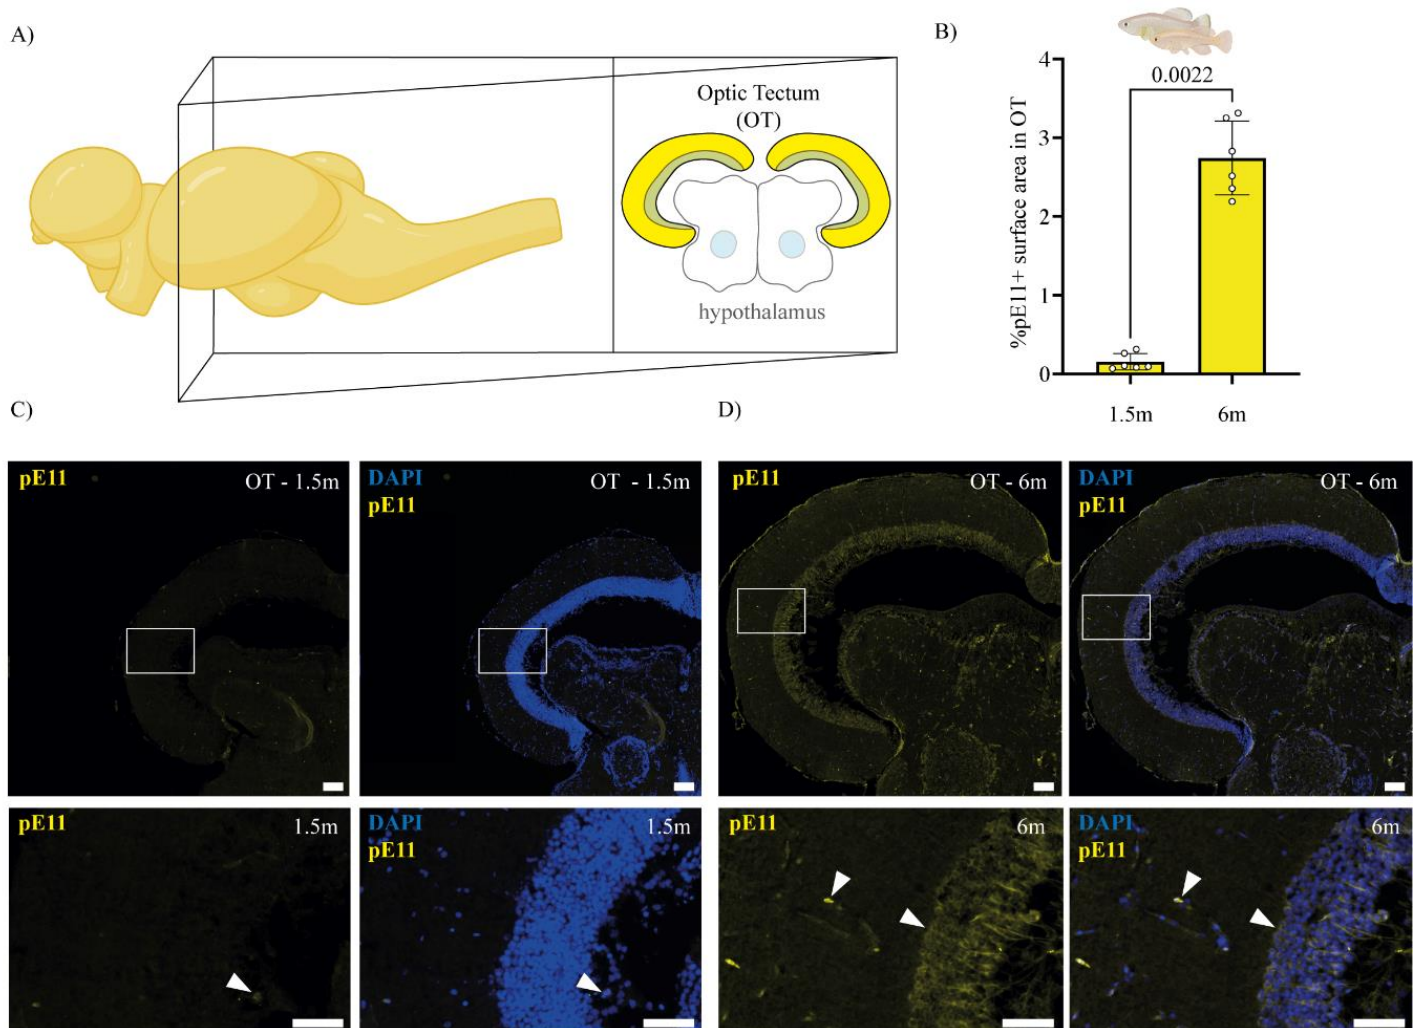 A)
Optic Tectum
(OT)
hypothalamus
B)
0.0022
4
3
2
1
0
%pE11+ surface area in OT
1.5m
6m
C)
pE11
OT - 1.5m
DAPI
pE11
OT - 1.5m
pE11
1.5m
DAPI
pE11
1.5m
D)
pE11
OT - 6m
DAPI
pE11
OT - 6m
pE11
6m
DAPI
pE11
6m